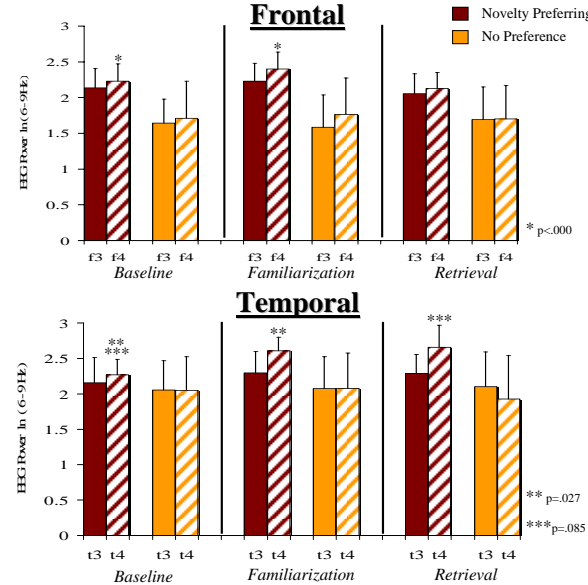 Frontal
Novelty Preferring
No Preference
EEG Power ln (6-9Hz)
3
2.5
2
1.5
1
0.5
0
*
*
* p<.000
f3 f4 f3 f4 f3 f4 f3 f4 f3 f4 f3 f4
Baseline Familiarization Retrieval
Temporal
EEG Power ln (6-9Hz)
3
2.5
2
1.5
1
0.5
0
**
***
**
***
** p=.027
***p=.085
t3 t4 t3 t4 t3 t4 t3 t4 t3 t4 t3 t4
Baseline Familiarization Retrieval